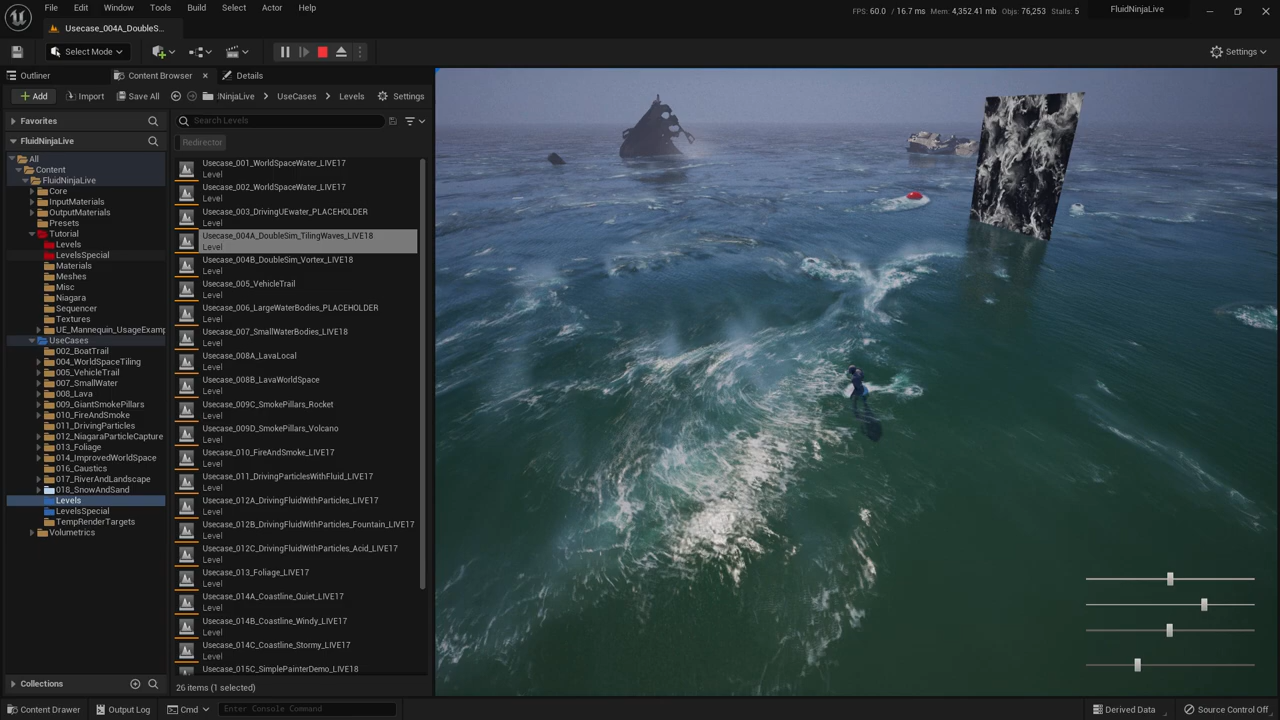 File Edit Window Tools Build Select Actor Help
FPS: 60.0 / 16.7 ms Mem: 4,352.41 mb Objs: 76,253 Stalls: 5
FluidNinjaLive
Usecase_004A_DoubleS...
Select Mode
Settings
Outliner
Content Browser
Details
Add
Import
Save All
UseCases
Levels
Settings
Favorites
Search Levels
FluidNinjaLive
Redirector
All
Content
FluidNinjaLive
Core
InputMaterials
OutputMaterials
Presets
Tutorial
Levels
LevelsSpecial
Materials
Meshes
Misc
Niagara
Sequencer
Textures
UE_Mannequin_UsageExamp
UseCases
002_BoatTrail
004_WorldSpaceTiling
005_VehicleTrail
007_SmallWater
008_Lava
009_GiantSmokePillars
010_FireAndSmoke
011_DrivingParticles
012_NiagaraParticleCapture
013_Foliage
014_ImprovedWorldSpace
016_Caustics
017_RiverAndLandscape
018_SnowAndSand
Levels
LevelsSpecial
TempRenderTargets
Volumetrics
Usecase_001_WorldSpaceWater_LIVE17
Level
Usecase_002_WorldSpaceWater_LIVE17
Level
Usecase_003_DrivingUEwater_PLACEHOLDER
Level
Usecase_004A_DoubleSim_TilingWaves_LIVE18
Level
Usecase_004B_DoubleSim_Vortex_LIVE18
Level
Usecase_005_VehicleTrail
Level
Usecase_006_LargeWaterBodies_PLACEHOLDER
Level
Usecase_007_SmallWaterBodies_LIVE18
Level
Usecase_008A_LavaLocal
Level
Usecase_008B_LavaWorldSpace
Level
Usecase_009C_SmokePillars_Rocket
Level
Usecase_009D_SmokePillars_Volcano
Level
Usecase_010_FireAndSmoke_LIVE17
Level
Usecase_011_DrivingParticlesWithFluid_LIVE17
Level
Usecase_012A_DrivingFluidWithParticles_LIVE17
Level
Usecase_012B_DrivingFluidWithParticles_Fountain_LIVE17
Level
Usecase_012C_DrivingFluidWithParticles_Acid_LIVE17
Level
Usecase_013_Foliage_LIVE17
Level
Usecase_014A_Coastline_Quiet_LIVE17
Level
Usecase_014B_Coastline_Windy_LIVE17
Level
Usecase_014C_Coastline_Stormy_LIVE17
Level
Usecase_015C_SimplePainterDemo_LIVE18
Collections
26 items (1 selected)
Content Drawer
Output Log
Cmd
Enter Console Command
Derived Data
Source Control Off